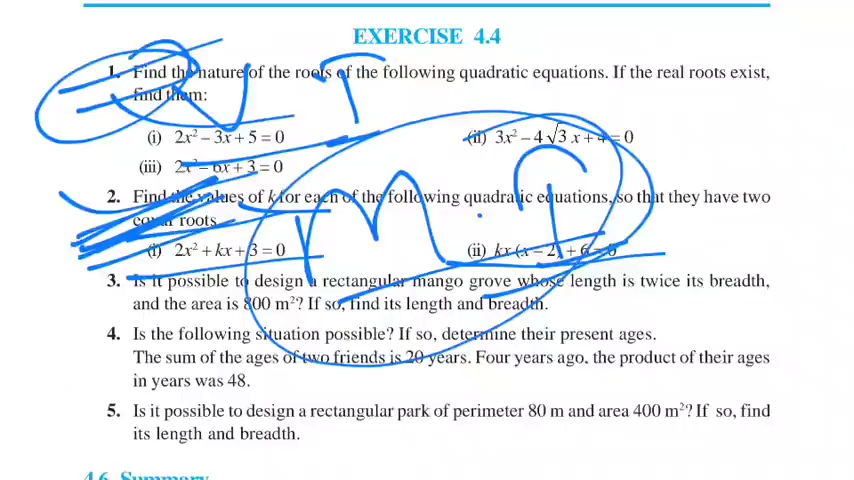 EXERCISE 4.4
1. Find the nature of the roots of the following quadratic equations. If the real roots exist,
find them:
(i) 2x² – 3x + 5 = 0 (ii) 3x² – 4√3 x + 4 = 0
(iii) 2x² – 6x + 3 = 0
2. Find the values of k for each of the following quadratic equations, so that they have two
equal roots.
(i) 2x² + kx + 3 = 0 (ii) kx (x – 2) + 6 = 0
3. Is it possible to design a rectangular mango grove whose length is twice its breadth,
and the area is 800 m²? If so, find its length and breadth.
4. Is the following situation possible? If so, determine their present ages.
The sum of the ages of two friends is 20 years. Four years ago, the product of their ages
in years was 48.
5. Is it possible to design a rectangular park of perimeter 80 m and area 400 m²? If so, find
its length and breadth.
4.6 Summary